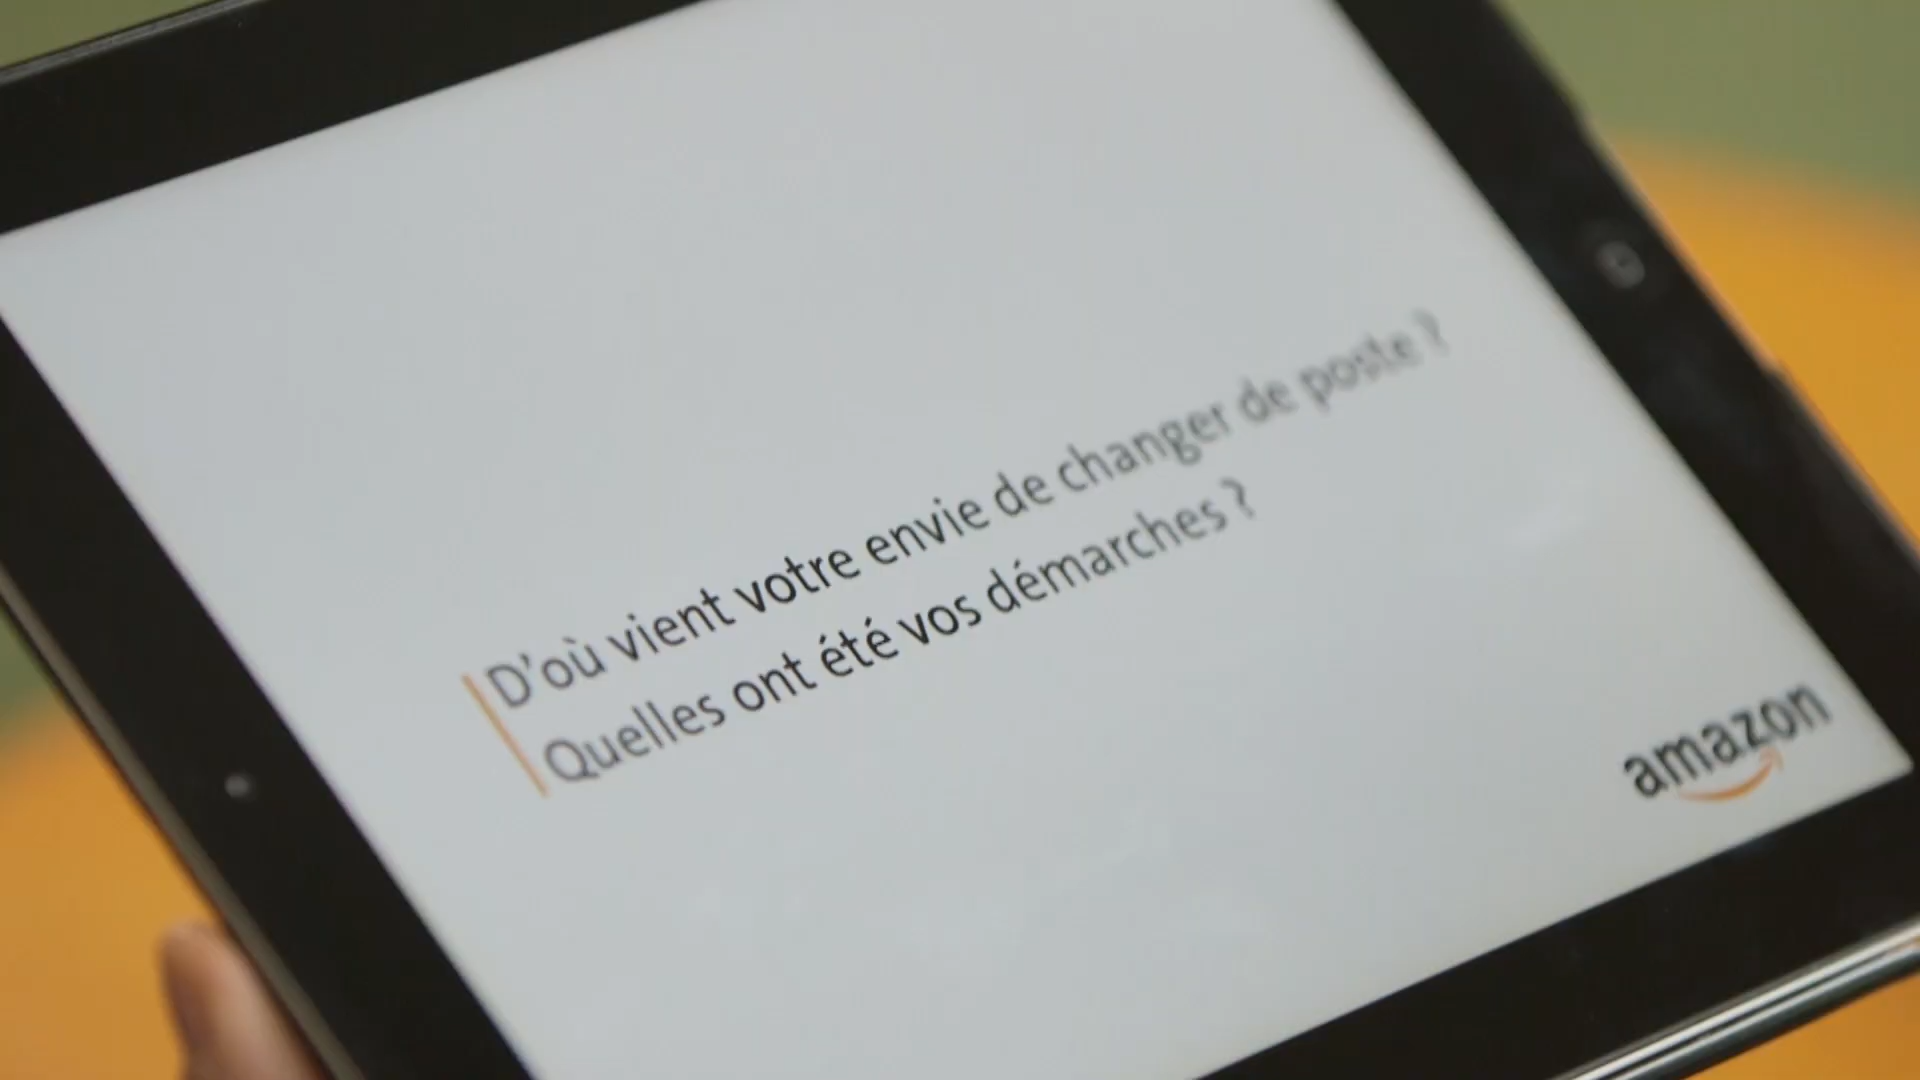 D'où vient votre envie de changer de poste ?
Quelles ont été vos démarches ?
amazon